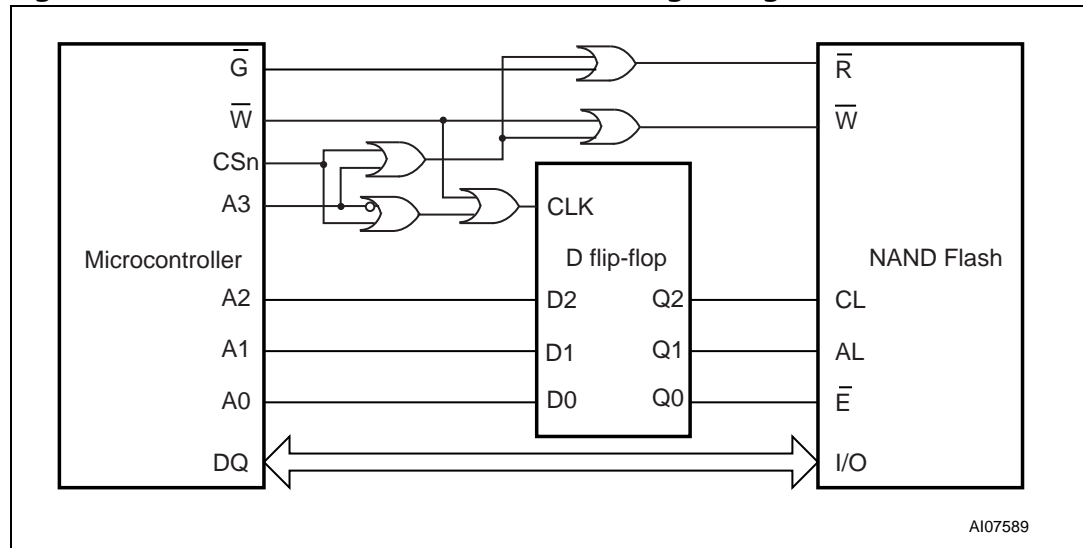 G̅
W̅
CSn
A3
Microcontroller
A2
A1
A0
DQ
CLK
D flip-flop
D2 Q2
D1 Q1
D0 Q0
R̅
W̅
NAND Flash
CL
AL
E̅
I/O
AI07589